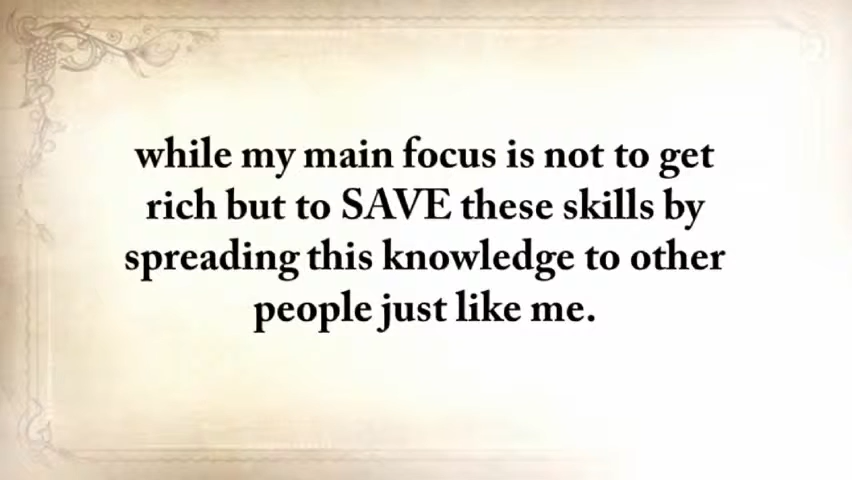 while my main focus is not to get
rich but to SAVE these skills by
spreading this knowledge to other
people just like me.